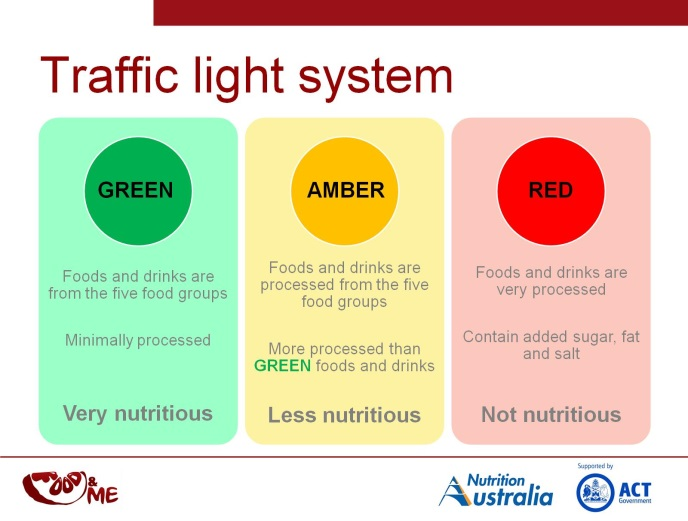 Traffic light system
GREEN
Foods and drinks are
from the five food groups
Minimally processed
Very nutritious
AMBER
Foods and drinks are
processed from the five
food groups
More processed than
GREEN foods and drinks
Less nutritious
RED
Foods and drinks are
very processed
Contain added sugar, fat
and salt
Not nutritious
Food
&ME
Nutrition
Australia
Supported by
ACT
Government